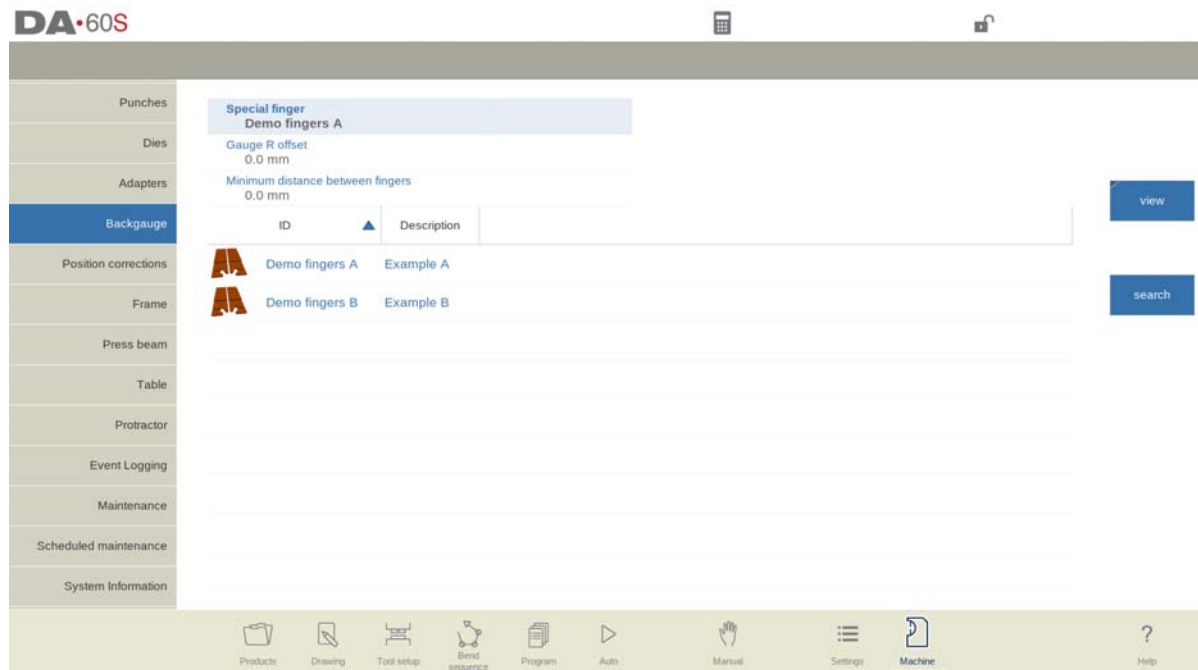 DA•60S
Punches
Dies
Adapters
Backgauge
Position corrections
Frame
Press beam
Table
Protractor
Event Logging
Maintenance
Scheduled maintenance
System Information
Special finger
Demo fingers A
Gauge R offset
0.0 mm
Minimum distance between fingers
0.0 mm
ID Description
Demo fingers A Example A
Demo fingers B Example B
view
search
Products Drawing Tool setup Bend sequence Program Auto Manual Settings Machine Help